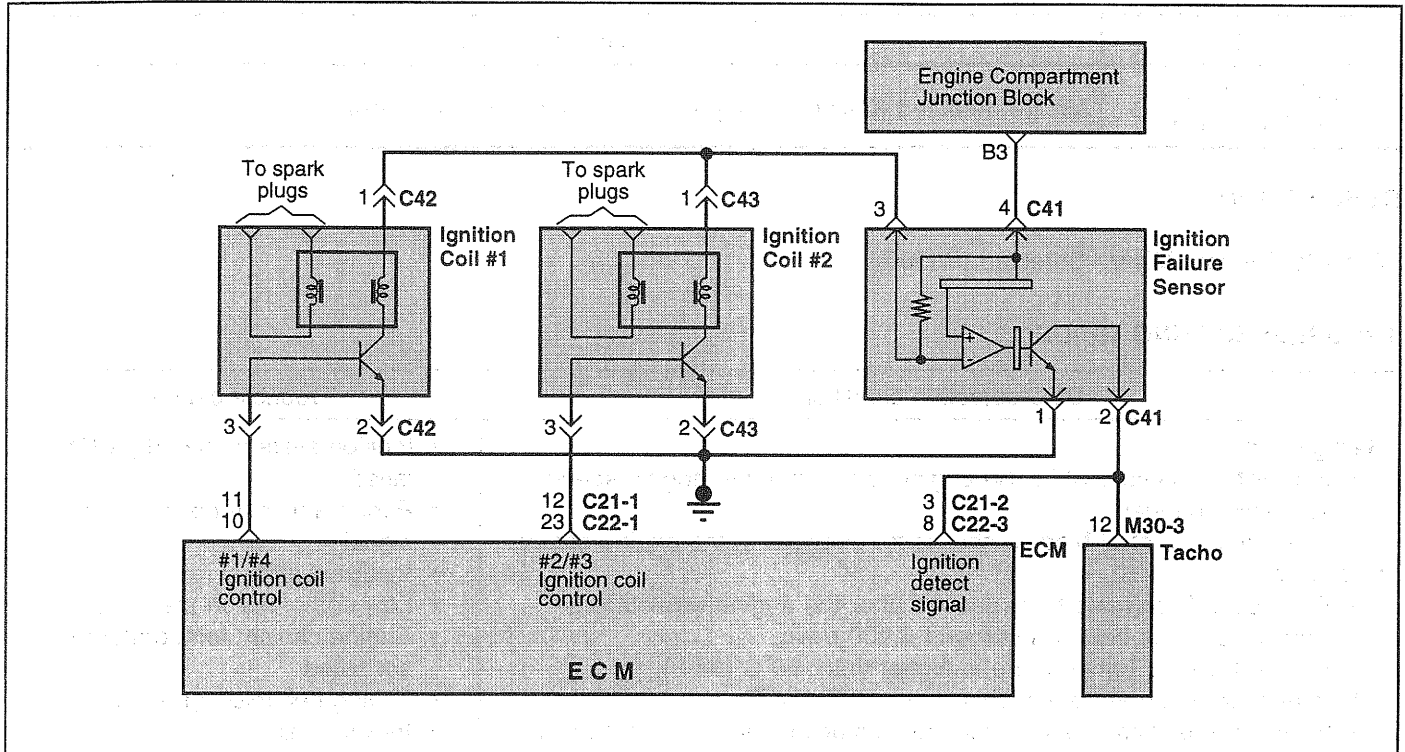 Engine Compartment
Junction Block
B3
To spark
plugs
To spark
plugs
1 C42
1 C43
3
4 C41
Ignition
Coil #1
Ignition
Coil #2
Ignition
Failure
Sensor
+
-
3
2 C42
3
2 C43
1
2 C41
11
10
12 C21-1
23 C22-1
3 C21-2
8 C22-3
12 M30-3
ECM
Tacho
#1/#4
Ignition coil
control
#2/#3
Ignition coil
control
Ignition
detect
signal
E C M